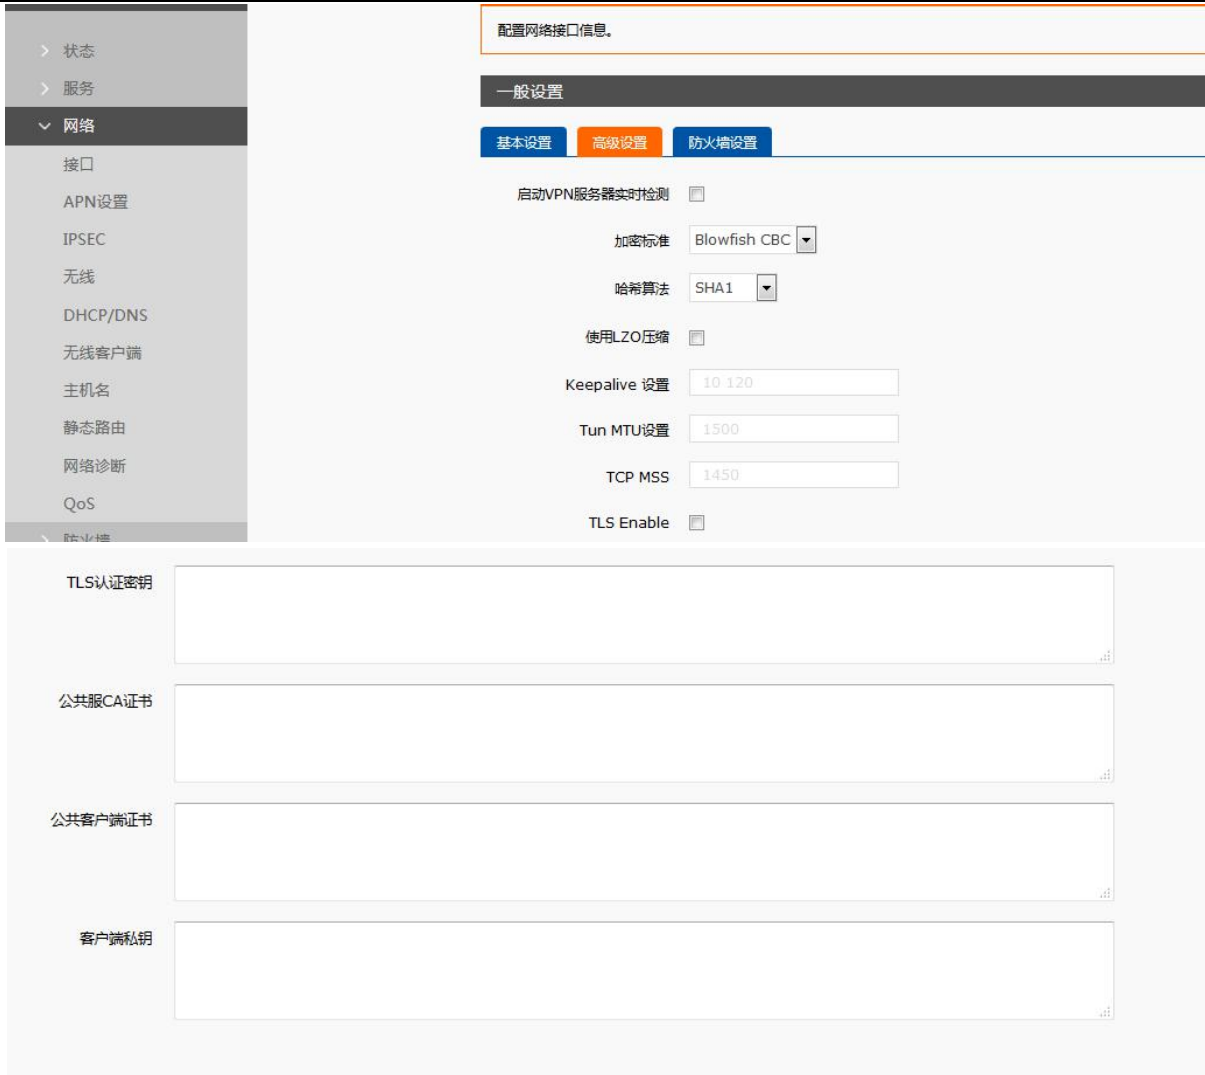 状态
服务
网络
接口
APN设置
IPSEC
无线
DHCP/DNS
无线客户端
主机名
静态路由
网络诊断
QoS
防火墙
配置网络接口信息。
一般设置
基本设置 高级设置 防火墙设置
启动VPN服务器实时检测
加密标准 Blowfish CBC
哈希算法 SHA1
使用LZO压缩
Keepalive 设置 10 120
Tun MTU设置 1500
TCP MSS 1450
TLS Enable
TLS认证密钥
公共服CA证书
公共客户端证书
客户端私钥